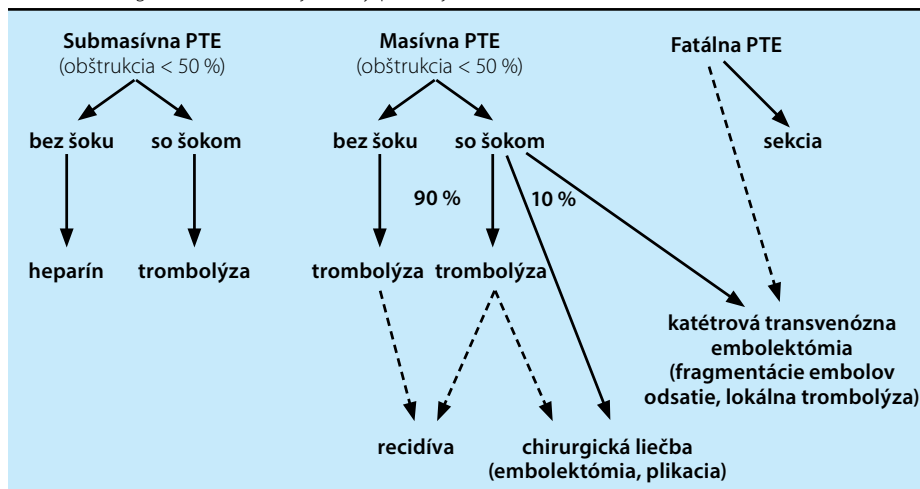 Submasívna PTE
(obštrukcia < 50 %)
Masívna PTE
(obštrukcia < 50 %)
Fatálna PTE
bez šoku
so šokom
bez šoku
so šokom
sekcia
90 %
10 %
heparín
trombolýza
trombolýza
trombolýza
katétrová transvenózna
embolektómia
(fragmentácie embolov
odsatie, lokálna trombolýza)
recidíva
chirurgická liečba
(embolektómia, plikacia)